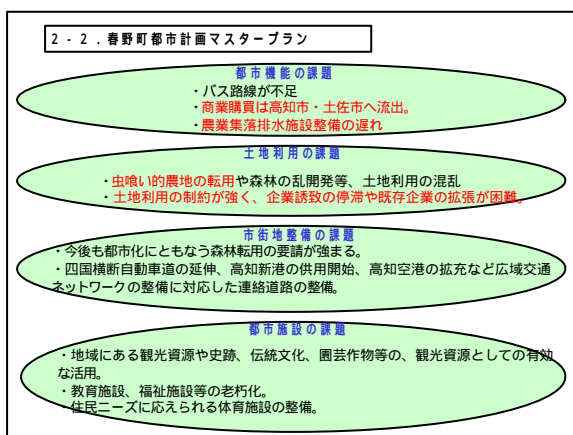 2-2.春野町都市計画マスタープラン
都市機能の課題
・バス路線が不足
・商業購買は高知市・土佐市へ流出。
・農業集落排水施設整備の遅れ
土地利用の課題
・虫喰い的農地の転用や森林の乱開発等、土地利用の混乱
・土地利用の制約が強く、企業誘致の停滞や既存企業の拡張が困難。
市街地整備の課題
・今後も都市化にともなう森林転用の要請が強まる。
・四国横断自動車道の延伸、高知新港の供用開始、高知空港の拡充など広域交通
ネットワークの整備に対応した連絡道路の整備。
都市施設の課題
・地域にある観光資源や史跡、伝統文化、園芸作物等の、観光資源としての有効
な活用。
・教育施設、福祉施設等の老朽化。
・住民ニーズに応えられる体育施設の整備。